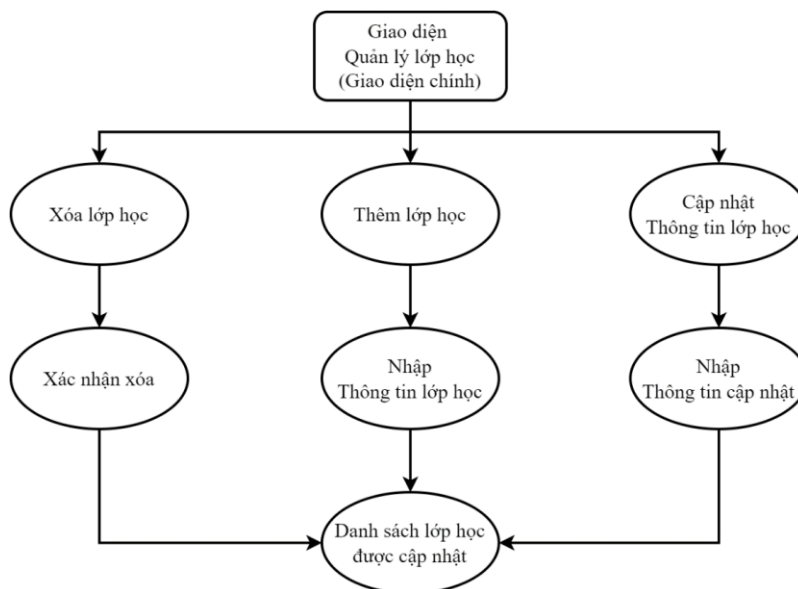 Giao diện
Quản lý lớp học
(Giao diện chính)
Xóa lớp học
Thêm lớp học
Cập nhật
Thông tin lớp học
Xác nhận xóa
Nhập
Thông tin lớp học
Nhập
Thông tin cập nhật
Danh sách lớp học
được cập nhật